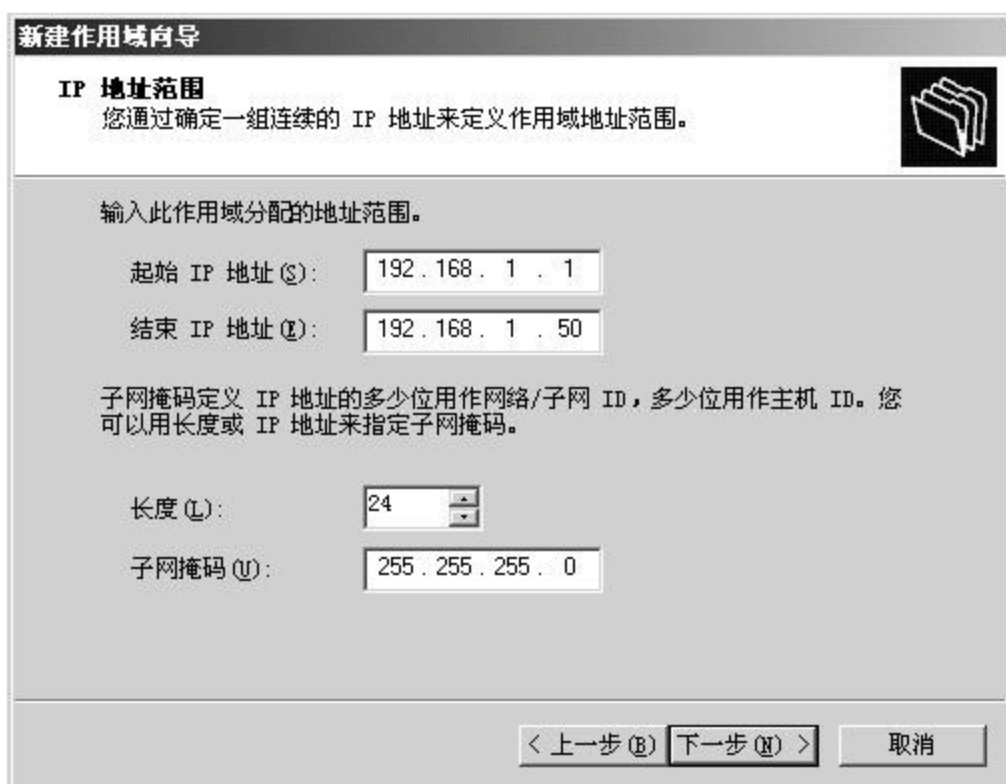 新建作用域向导
IP 地址范围
您通过确定一组连续的 IP 地址来定义作用域地址范围。
输入此作用域分配的地址范围。
起始 IP 地址(S):
192 . 168 . 1 . 1
结束 IP 地址(E):
192 . 168 . 1 . 50
子网掩码定义 IP 地址的多少位用作网络/子网 ID,多少位用作主机 ID。您
可以用长度或 IP 地址来指定子网掩码。
长度(L):
24
子网掩码(U):
255 . 255 . 255 . 0
< 上一步(B)
下一步(N) >
取消